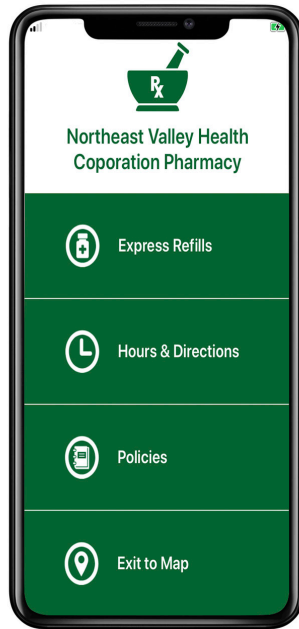 Rx
Northeast Valley Health
Coporation Pharmacy
Express Refills
Hours & Directions
Policies
Exit to Map